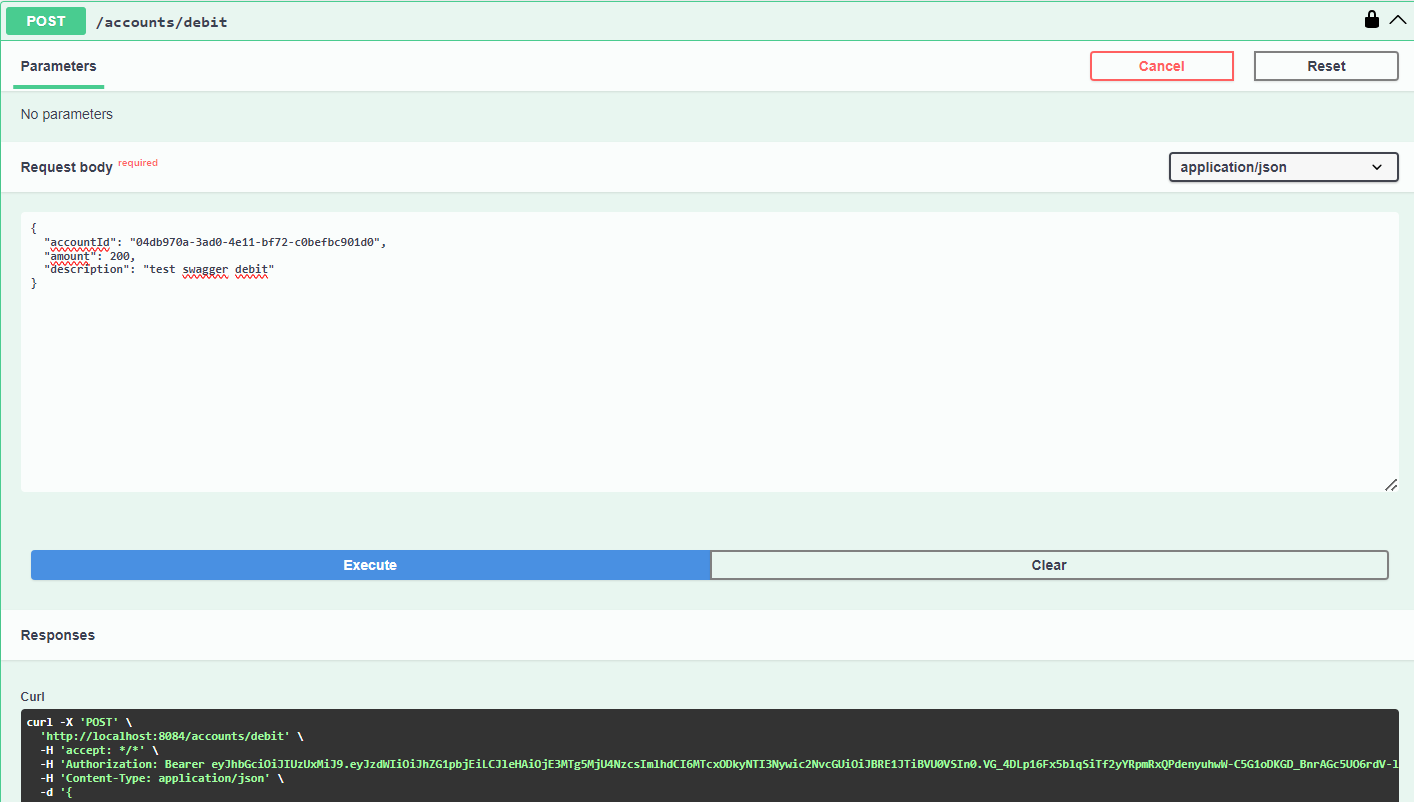 POST /accounts/debit
Parameters
Cancel
Reset
No parameters
Request body required
application/json
{
"accountId": "04db970a-3ad0-4e11-bf72-c0befbc901d0",
"amount": 200,
"description": "test swagger debit"
}
Execute
Clear
Responses
Curl
curl -X 'POST' \
'http://localhost:8084/accounts/debit' \
-H 'accept: */*' \
-H 'Authorization: Bearer eyJhbGciOiJIUzUxMiJ9.eyJzdWIiOiJhZG1pbjEiLCJleHAiOjE3MTg5MjU4NzcsImlhdCI6MTcxODkyNTI3Nywic2NvcGUiOiJBRE1JTiBVU0VSIn0.VG_4DLp16Fx5blqSiTf2yYRpmRxQPdenyuhwW-C5G1oDKGD_BnrAGc5UO6rdV-l
-H 'Content-Type: application/json' \
-d '{